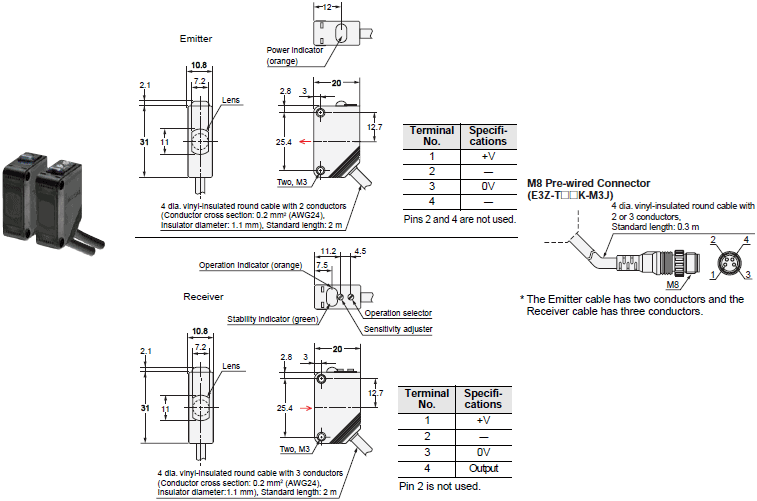 12
Emitter
Power indicator
(orange)
10.8
7.2
2.1
Lens
31
11
20
2.8
3
25.4
12.7
Two, M3
4 dia. vinyl-insulated round cable with 2 conductors
(Conductor cross section: 0.2 mm² (AWG24),
Insulator diameter: 1.1 mm), Standard length: 2 m
Terminal No. Specifi-cations
1 +V
2 —
3 0V
4 —
Pins 2 and 4 are not used.
M8 Pre-wired Connector
(E3Z-T□□K-M3J)
4 dia. vinyl-insulated round cable with
2 or 3 conductors,
Standard length: 0.3 m
2 4
1 3
M8
* The Emitter cable has two conductors and the
Receiver cable has three conductors.
11.2 4.5
Operation indicator (orange)
7.5
Receiver
Stability indicator (green)
Operation selector
Sensitivity adjuster
10.8
7.2
2.1
Lens
31
11
20
2.8
3
25.4
12.7
Two, M3
4 dia. vinyl-insulated round cable with 3 conductors
(Conductor cross section: 0.2 mm² (AWG24),
Insulator diameter:1.1 mm), Standard length: 2 m
Terminal No. Specifi-cations
1 +V
2 —
3 0V
4 Output
Pin 2 is not used.